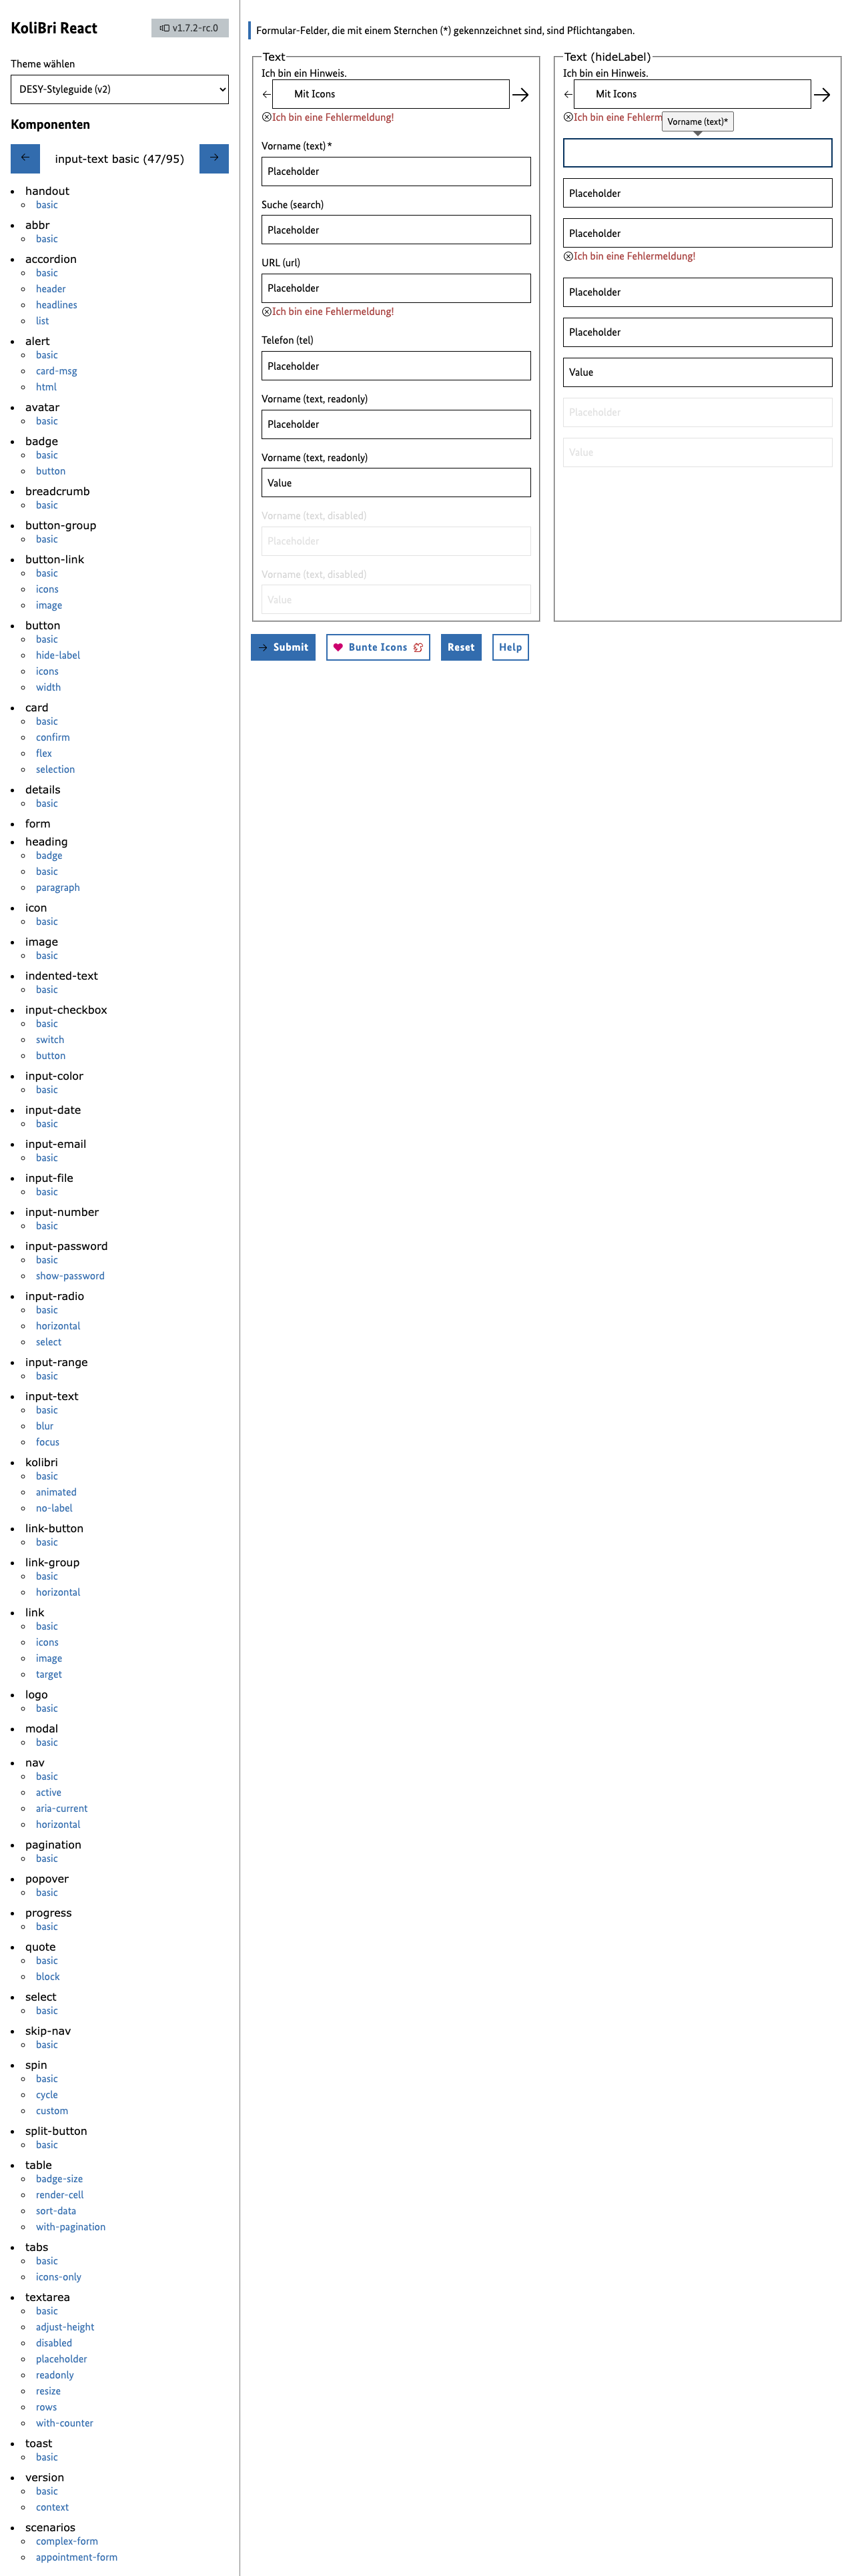 KoliBri React
v1.7.2-rc.0
Theme wählen
DESY-Styleguide (v2)
Komponenten
input-text basic (47/95)
handout
basic
abbr
basic
accordion
basic
header
headlines
list
alert
basic
card-msg
html
avatar
basic
badge
basic
button
breadcrumb
basic
button-group
basic
button-link
basic
icons
image
button
basic
hide-label
icons
width
card
basic
confirm
flex
selection
details
basic
form
heading
badge
basic
paragraph
icon
basic
image
basic
indented-text
basic
input-checkbox
basic
switch
button
input-color
basic
input-date
basic
input-email
basic
input-file
basic
input-number
basic
input-password
basic
show-password
input-radio
basic
horizontal
select
input-range
basic
input-text
basic
blur
focus
kolibri
basic
animated
no-label
link-button
basic
link-group
basic
horizontal
link
basic
icons
image
target
logo
basic
modal
basic
nav
basic
active
aria-current
horizontal
pagination
basic
popover
basic
progress
basic
quote
basic
block
select
basic
skip-nav
basic
spin
basic
cycle
custom
split-button
basic
table
badge-size
render-cell
sort-data
with-pagination
tabs
basic
icons-only
textarea
basic
adjust-height
disabled
placeholder
readonly
resize
rows
with-counter
toast
basic
version
basic
context
scenarios
complex-form
appointment-form
Formular-Felder, die mit einem Sternchen (*) gekennzeichnet sind, sind Pflichtangaben.
Text
Ich bin ein Hinweis.
Mit Icons
Ich bin eine Fehlermeldung!
Vorname (text) *
Placeholder
Suche (search)
Placeholder
URL (url)
Placeholder
Ich bin eine Fehlermeldung!
Telefon (tel)
Placeholder
Vorname (text, readonly)
Placeholder
Vorname (text, readonly)
Value
Vorname (text, disabled)
Placeholder
Vorname (text, disabled)
Value
Text (hideLabel)
Ich bin ein Hinweis.
Mit Icons
Ich bin eine Fehlerm
Vorname (text)*
Placeholder
Placeholder
Ich bin eine Fehlermeldung!
Placeholder
Placeholder
Value
Placeholder
Value
Submit
Bunte Icons
Reset
Help